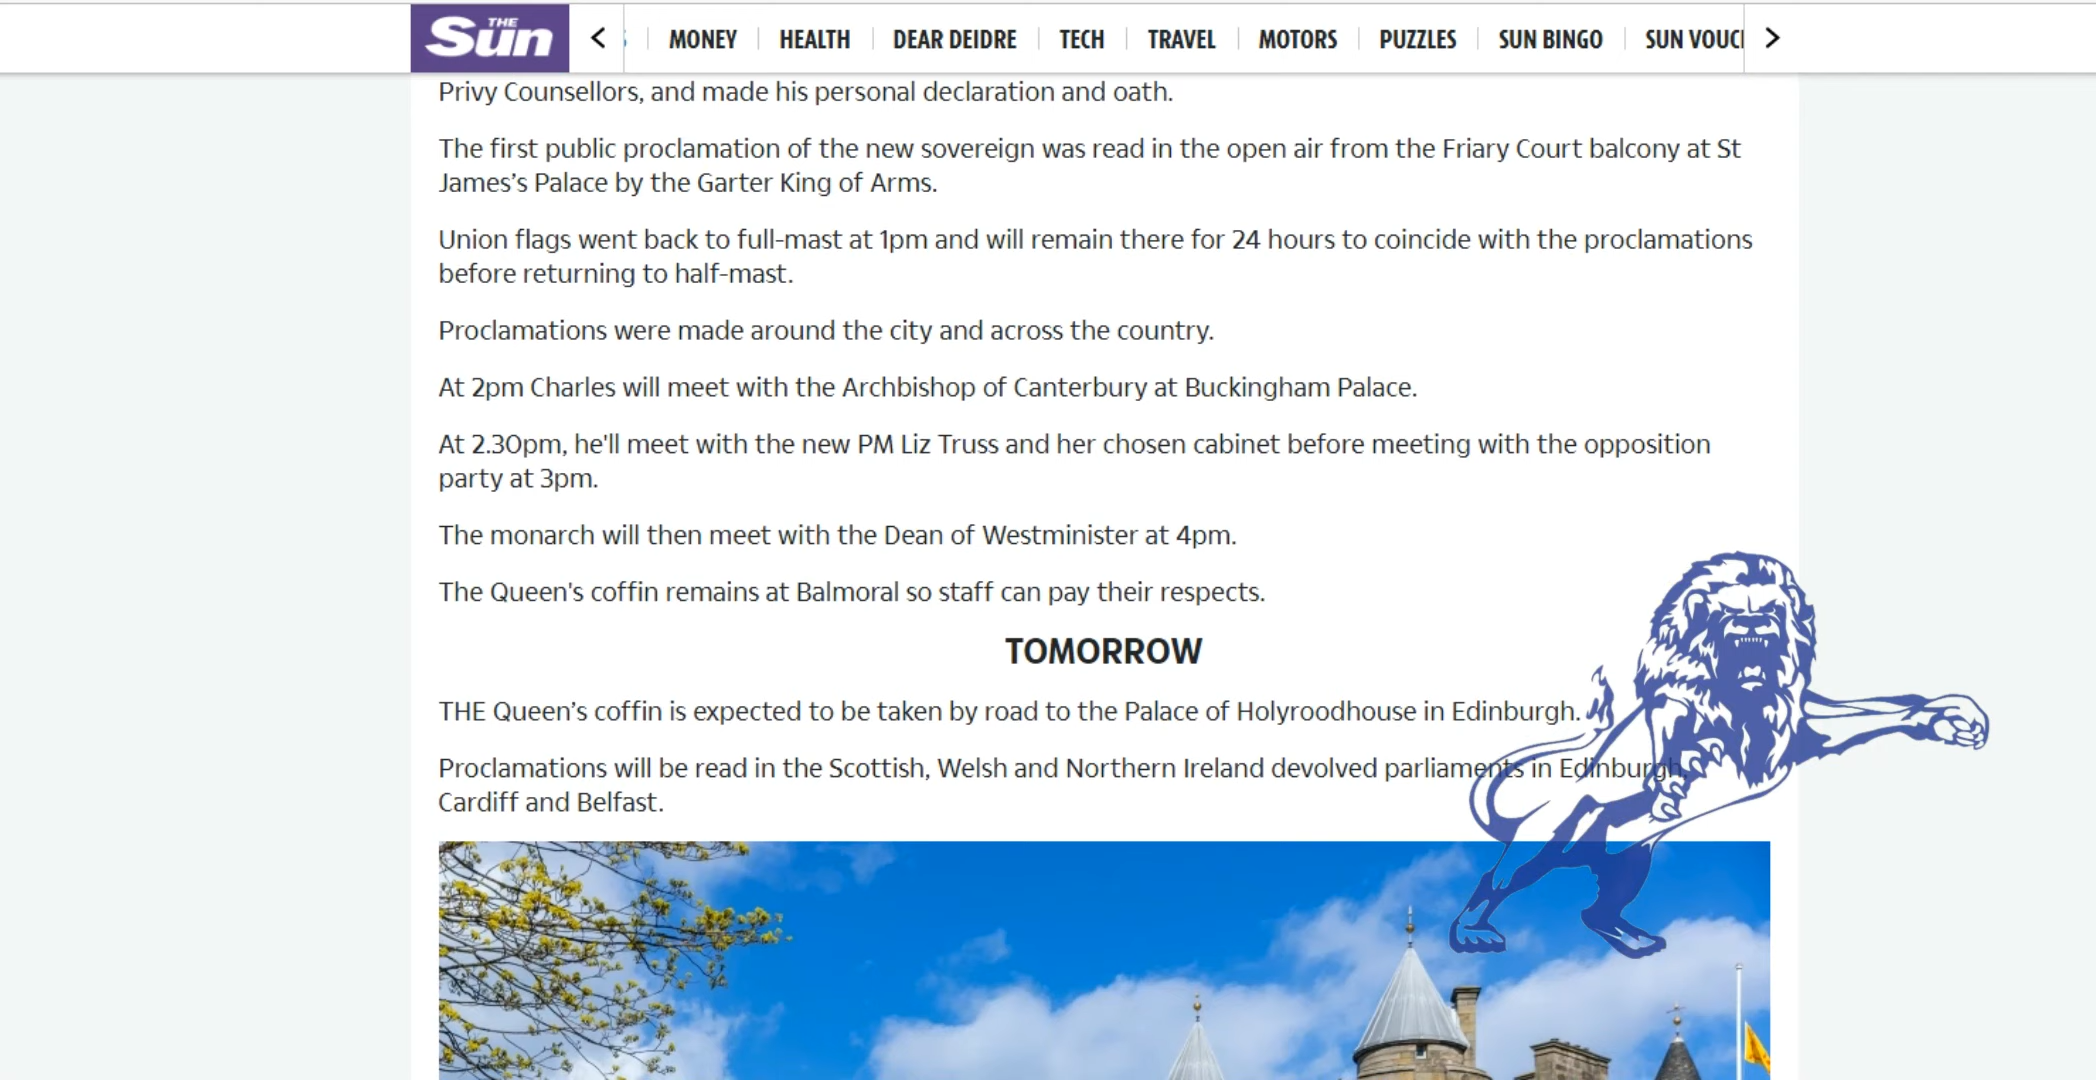 THE
Sun
MONEY
HEALTH
DEAR DEIDRE
TECH
TRAVEL
MOTORS
PUZZLES
SUN BINGO
SUN VOUC
Privy Counsellors, and made his personal declaration and oath.
The first public proclamation of the new sovereign was read in the open air from the Friary Court balcony at St
James’s Palace by the Garter King of Arms.
Union flags went back to full-mast at 1pm and will remain there for 24 hours to coincide with the proclamations
before returning to half-mast.
Proclamations were made around the city and across the country.
At 2pm Charles will meet with the Archbishop of Canterbury at Buckingham Palace.
At 2.30pm, he'll meet with the new PM Liz Truss and her chosen cabinet before meeting with the opposition
party at 3pm.
The monarch will then meet with the Dean of Westminister at 4pm.
The Queen's coffin remains at Balmoral so staff can pay their respects.
TOMORROW
THE Queen’s coffin is expected to be taken by road to the Palace of Holyroodhouse in Edinburgh.
Proclamations will be read in the Scottish, Welsh and Northern Ireland devolved parliaments in Edinburgh,
Cardiff and Belfast.